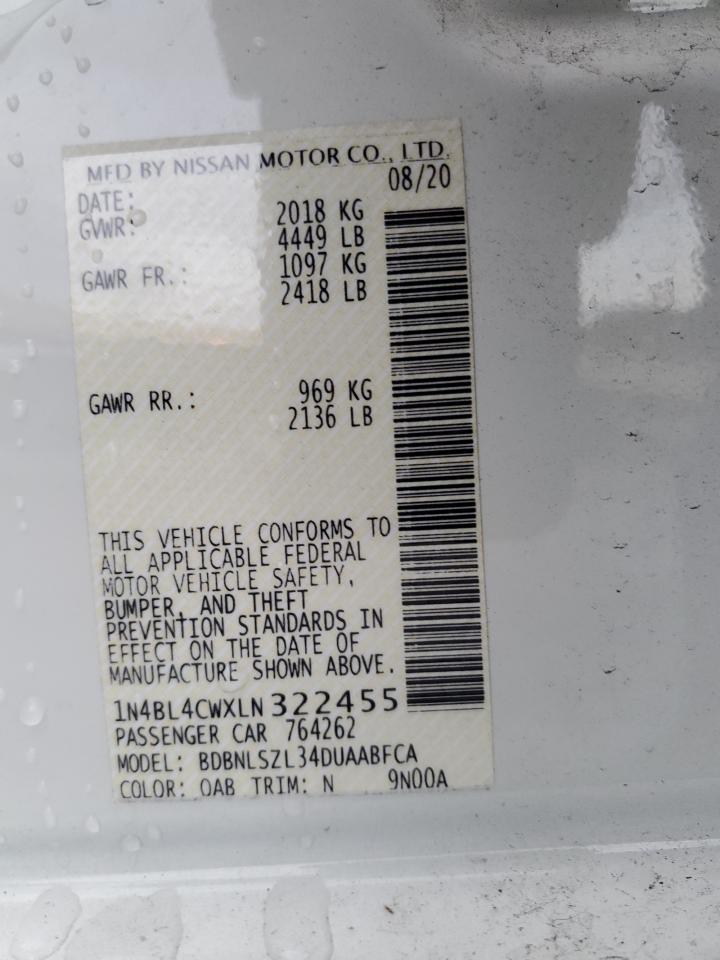 MFD BY NISSAN MOTOR CO., LTD.
DATE: 08/20
GVWR: 2018 KG
4449 LB
GAWR FR.: 1097 KG
2418 LB
GAWR RR.: 969 KG
2136 LB
THIS VEHICLE CONFORMS TO
ALL APPLICABLE FEDERAL
MOTOR VEHICLE SAFETY,
BUMPER, AND THEFT
PREVENTION STANDARDS IN
EFFECT ON THE DATE OF
MANUFACTURE SHOWN ABOVE.
1N4BL4CWXLN322455
PASSENGER CAR 764262
MODEL: BDBNLSZL34DUAABFCA
COLOR: QAB TRIM: N 9N00A